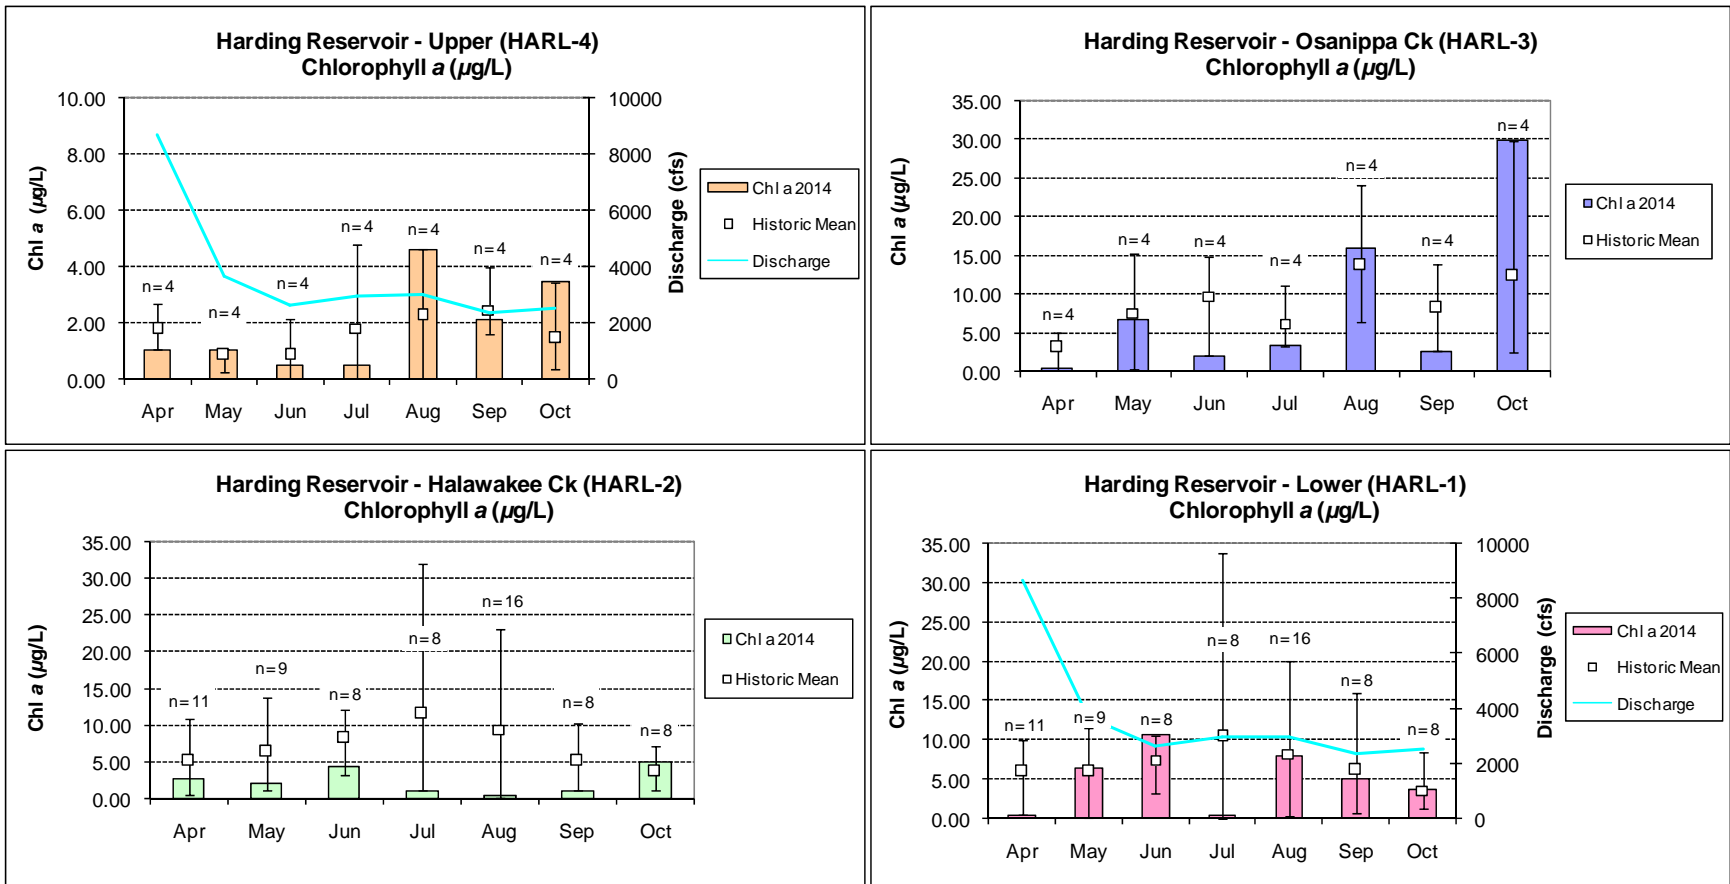 Harding Reservoir - Upper (HARL-4)
Chlorophyll a (µg/L)
10.00
8.00
6.00
4.00
2.00
0.00
Chl a (µg/L)
10000
8000
6000
4000
2000
0
Discharge (cfs)
n=4
n=4
n=4
n=4
n=4
n=4
n=4
Apr May Jun Jul Aug Sep Oct
Chl a 2014
Historic Mean
Discharge
Harding Reservoir - Osanippa Ck (HARL-3)
Chlorophyll a (µg/L)
35.00
30.00
25.00
20.00
15.00
10.00
5.00
0.00
Chl a (µg/L)
n=4
n=4
n=4
n=4
n=4
n=4
n=4
Apr May Jun Jul Aug Sep Oct
Chl a 2014
Historic Mean
Harding Reservoir - Halawakee Ck (HARL-2)
Chlorophyll a (µg/L)
35.00
30.00
25.00
20.00
15.00
10.00
5.00
0.00
Chl a (µg/L)
n=11
n=9
n=8
n=8
n=16
n=8
n=8
Apr May Jun Jul Aug Sep Oct
Chl a 2014
Historic Mean
Harding Reservoir - Lower (HARL-1)
Chlorophyll a (µg/L)
35.00
30.00
25.00
20.00
15.00
10.00
5.00
0.00
Chl a (µg/L)
10000
8000
6000
4000
2000
0
Discharge (cfs)
n=11
n=9
n=8
n=8
n=16
n=8
n=8
Apr May Jun Jul Aug Sep Oct
Chl a 2014
Historic Mean
Discharge